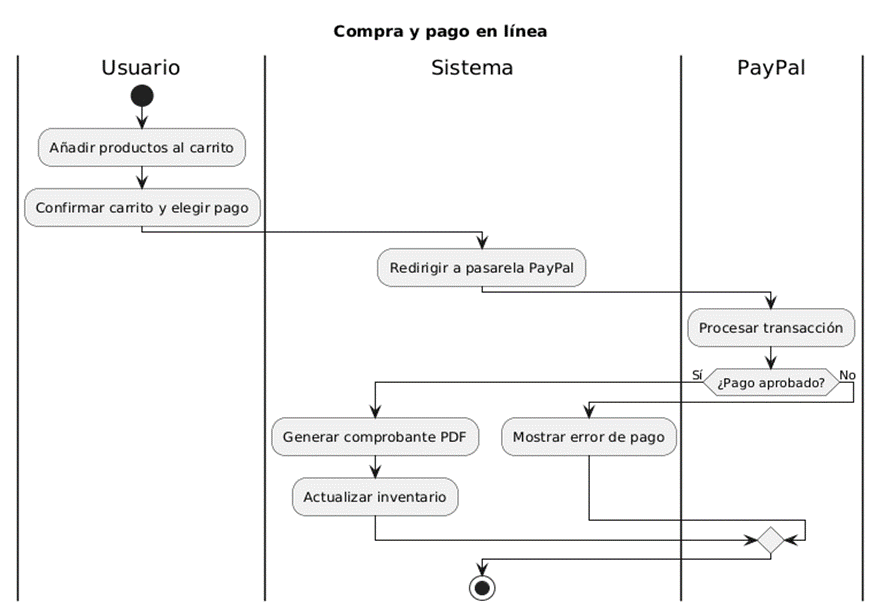 Compra y pago en línea
Usuario
Sistema
PayPal
Añadir productos al carrito
Confirmar carrito y elegir pago
Redirigir a pasarela PayPal
Procesar transacción
Sí
¿Pago aprobado?
No
Generar comprobante PDF
Mostrar error de pago
Actualizar inventario